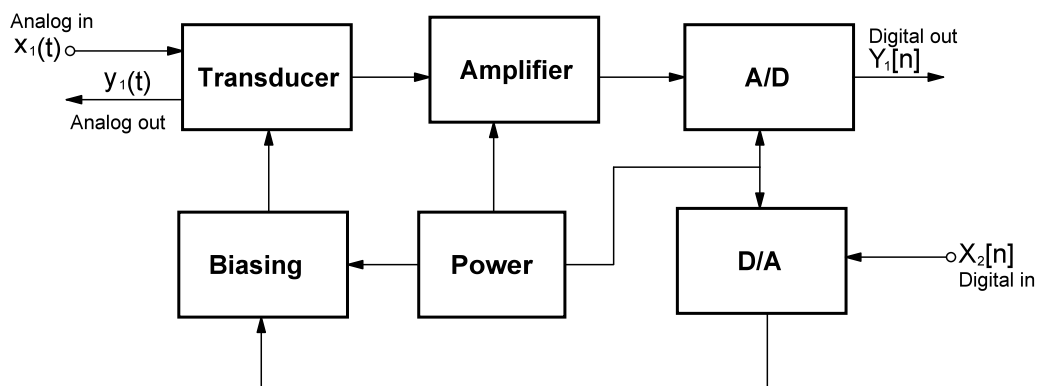 Analog in
x₁(t)
y₁(t)
Analog out
Transducer
Amplifier
A/D
Digital out
Y₁[n]
Biasing
Power
D/A
X₂[n]
Digital in